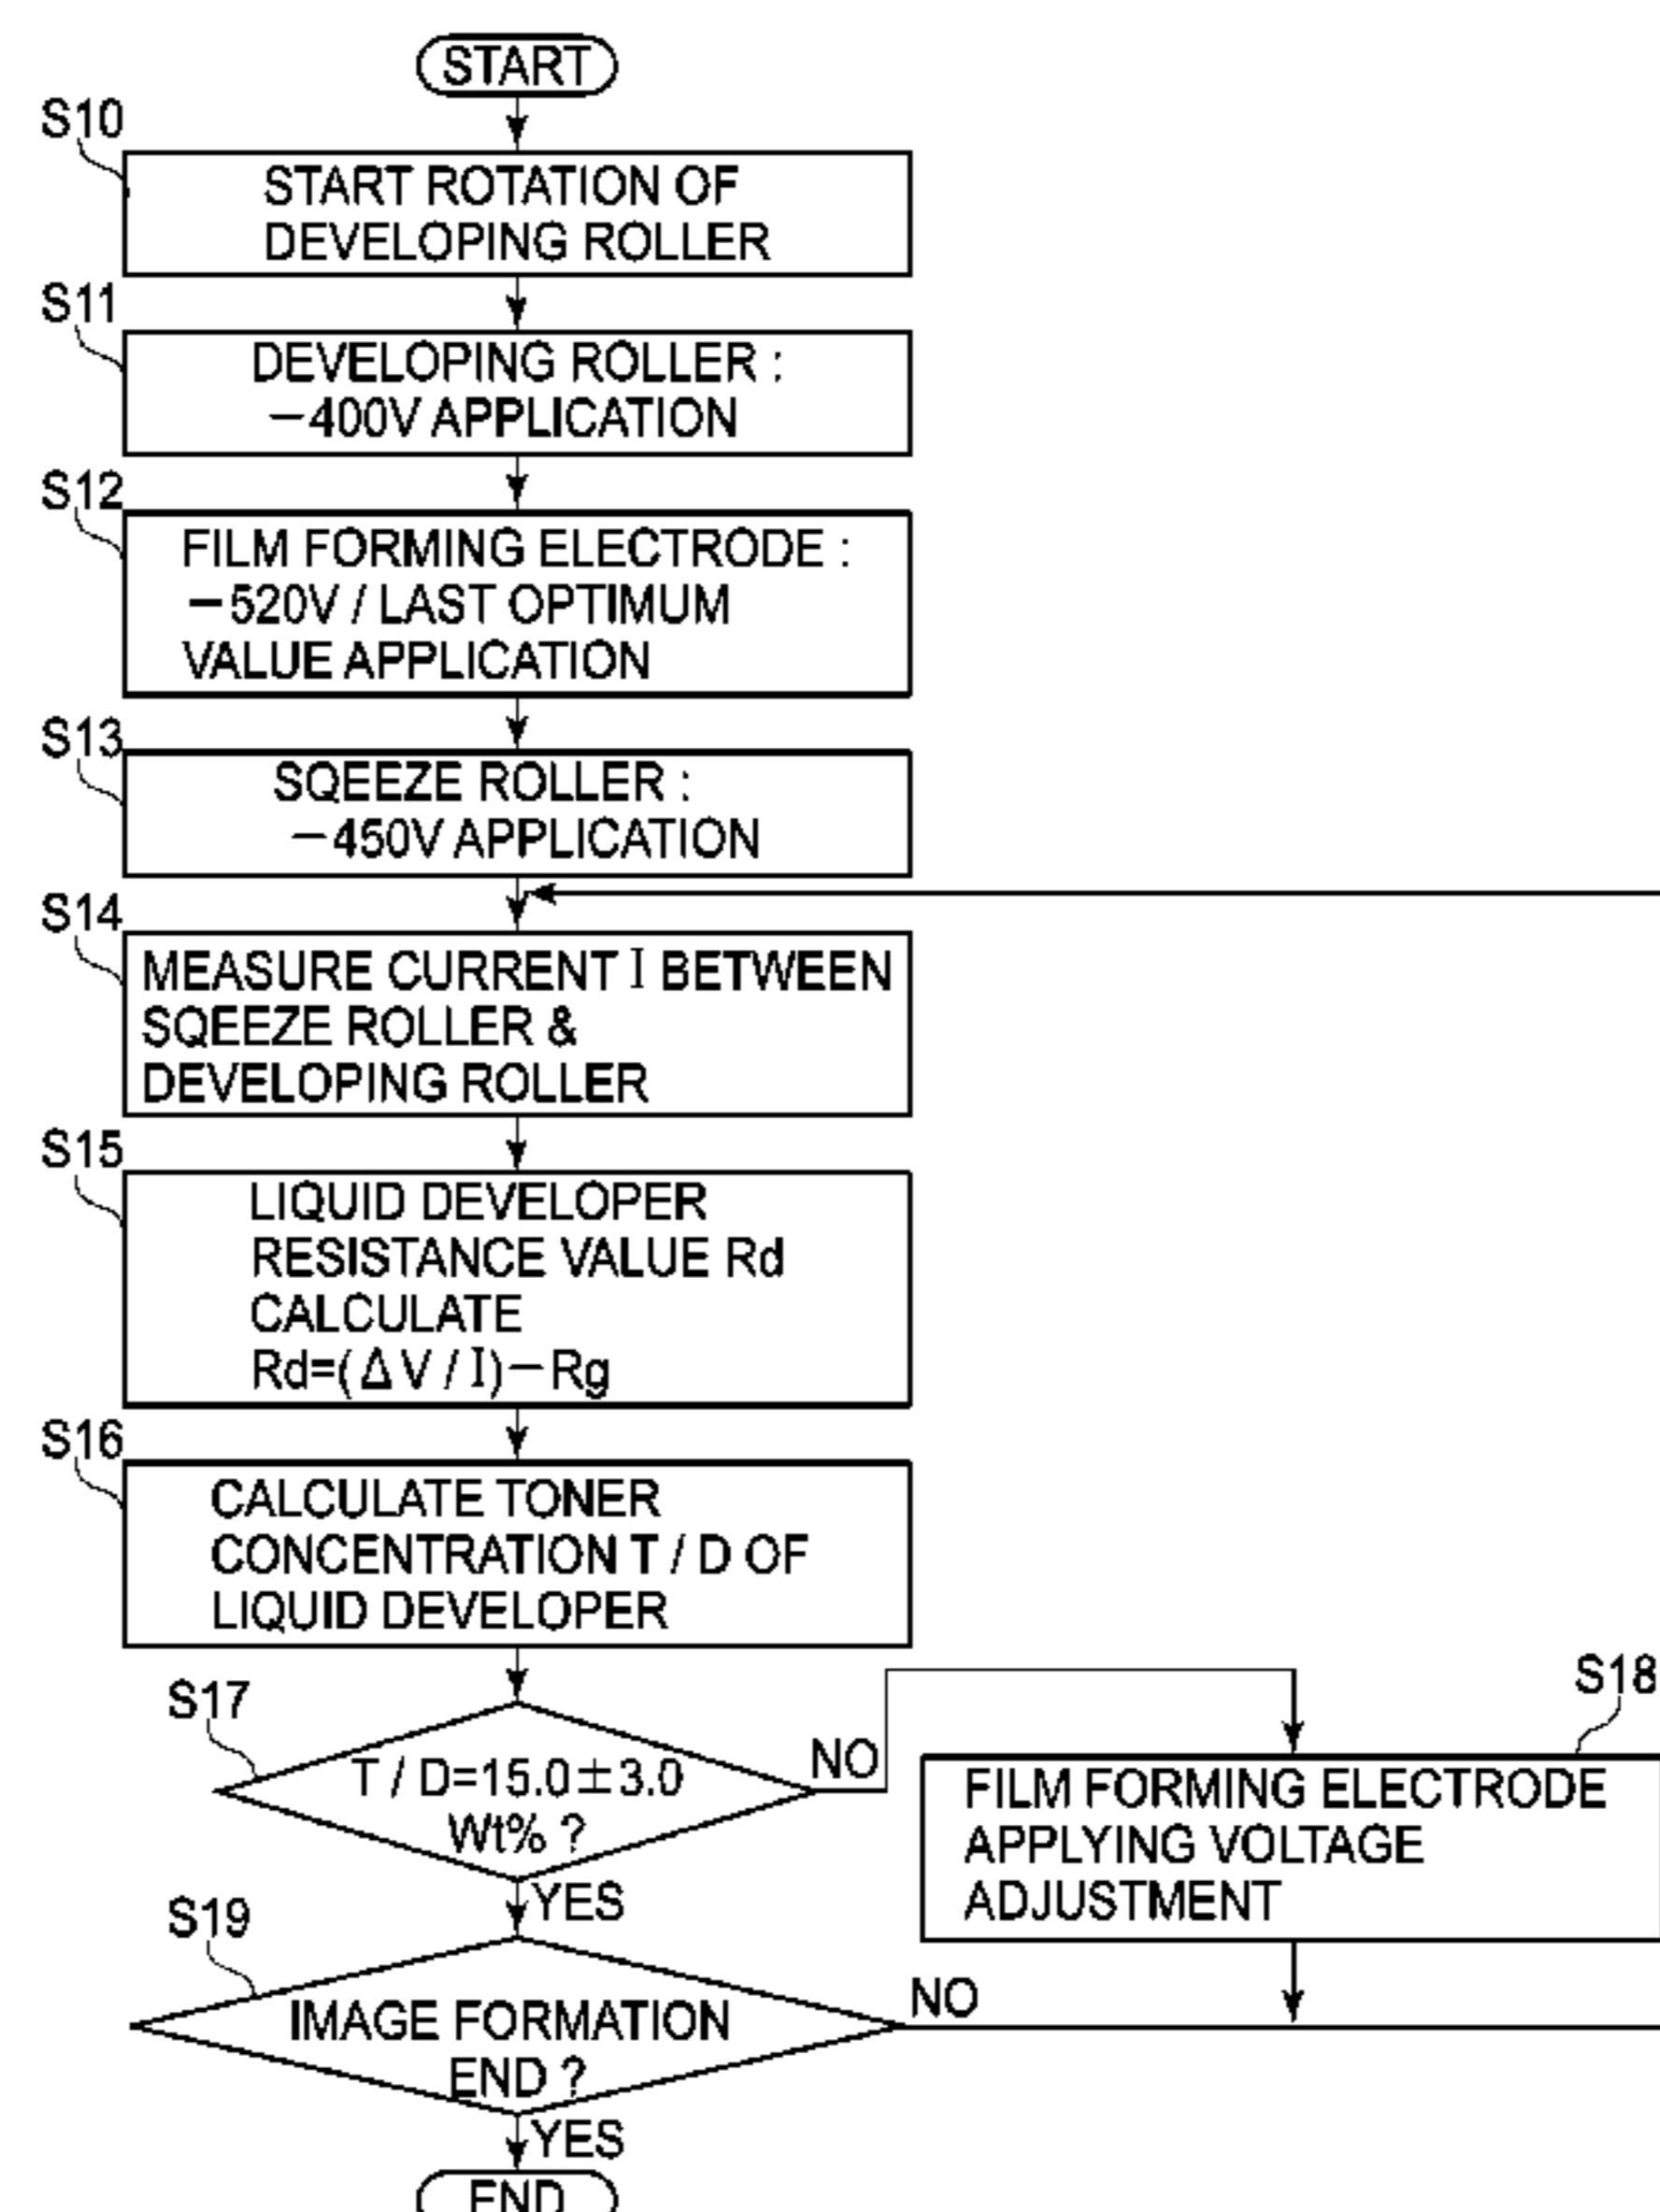 START
S10
START ROTATION OF
DEVELOPING ROLLER
S11
DEVELOPING ROLLER :
−400V APPLICATION
S12
FILM FORMING ELECTRODE :
−520V / LAST OPTIMUM
VALUE APPLICATION
S13
SQEEZE ROLLER :
−450V APPLICATION
S14
MEASURE CURRENT I BETWEEN
SQEEZE ROLLER &
DEVELOPING ROLLER
S15
LIQUID DEVELOPER
RESISTANCE VALUE Rd
CALCULATE
Rd=(ΔV / I)−Rg
S16
CALCULATE TONER
CONCENTRATION T / D OF
LIQUID DEVELOPER
S17
T / D=15.0±3.0
Wt% ?
NO
YES
S18
FILM FORMING ELECTRODE
APPLYING VOLTAGE
ADJUSTMENT
S19
IMAGE FORMATION
END ?
NO
YES
END